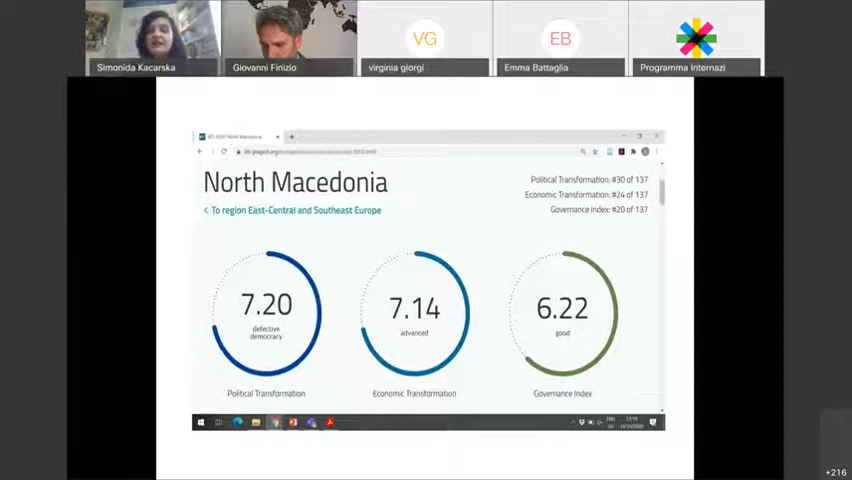 VG
EB
Simonida Kacarska
Giovanni Finizio
virginia giorgi
Emma Battaglia
Programma Internazi
North Macedonia
< To region East-Central and Southeast Europe
Political Transformation: #30 of 137
Economic Transformation: #24 of 137
Governance Index: #20 of 137
7.20
defective
democracy
Political Transformation
7.14
advanced
Economic Transformation
6.22
good
Governance Index
+216